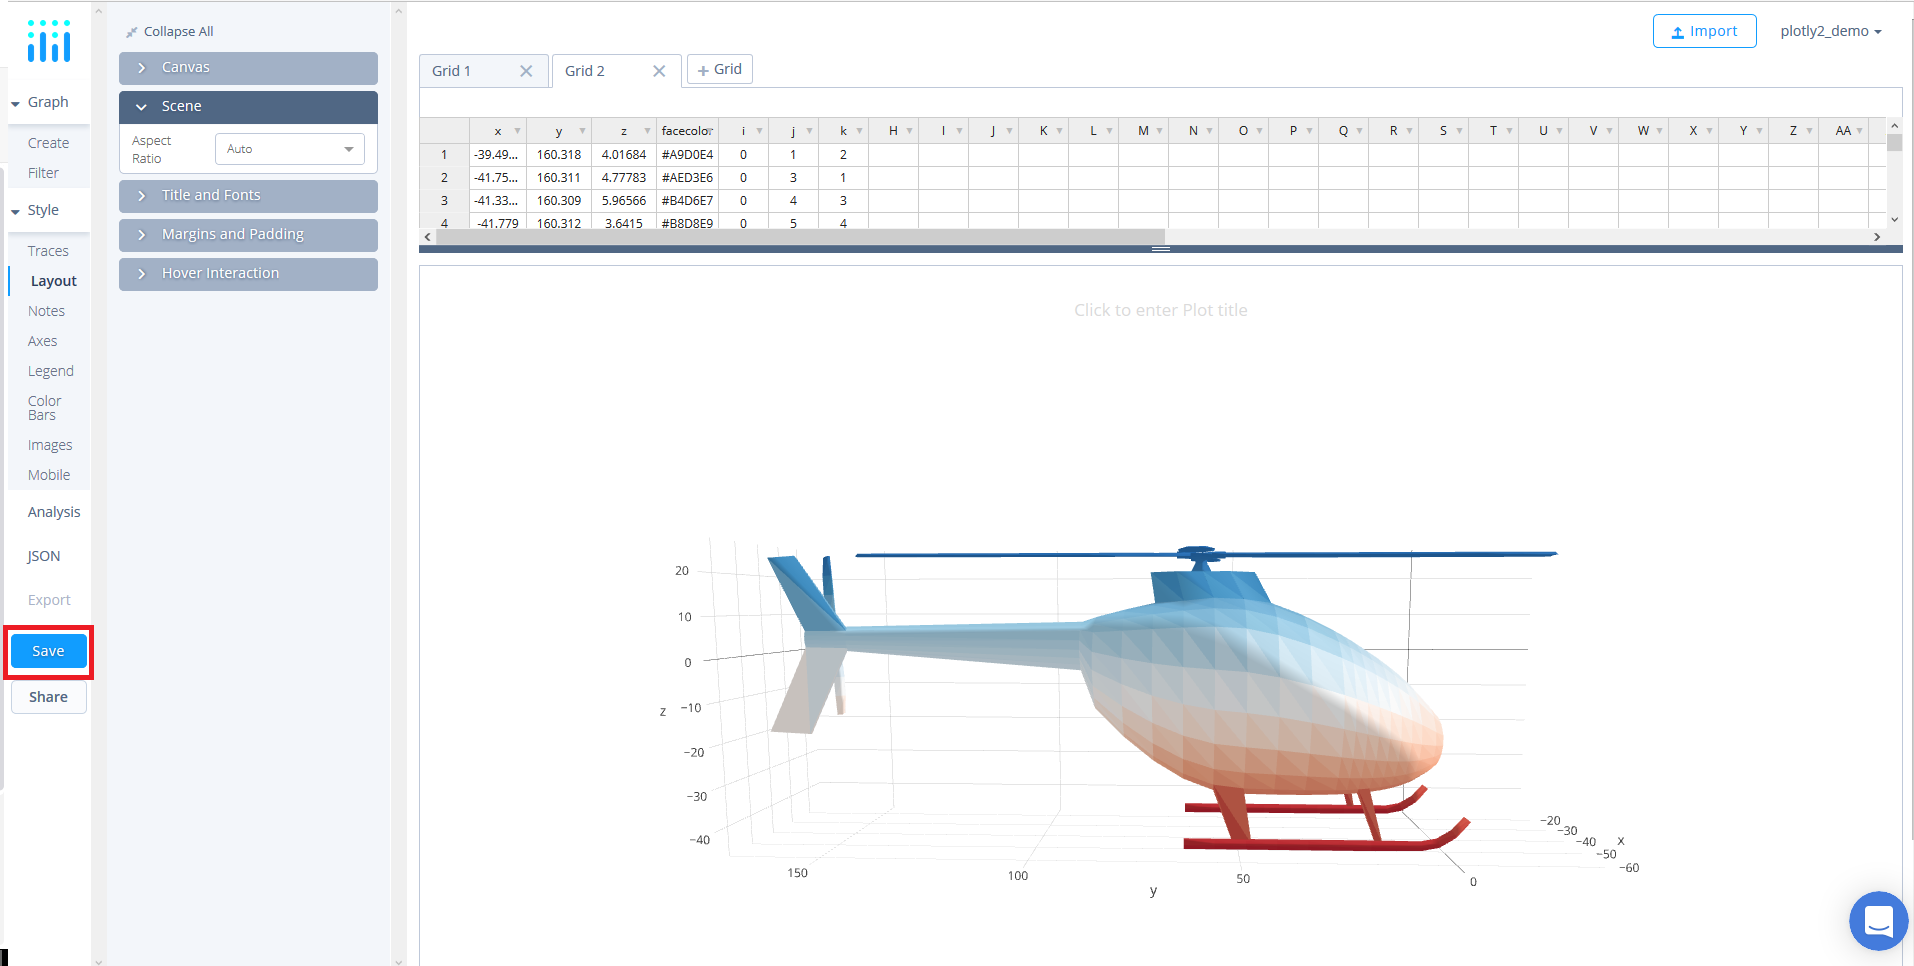 Collapse All
Import
plotly2_demo
Canvas
Grid 1
Grid 2
+ Grid
Graph
Scene
Create
Aspect
Ratio
Auto
Filter
Style
Title and Fonts
Margins and Padding
Traces
Hover Interaction
Layout
Notes
Axes
Legend
Color
Bars
Images
Mobile
Analysis
JSON
Export
Save
Share
x y z facecolor i j k H I J K L M N O P Q R S T U V W X Y Z AA
1 -39.49... 160.318 4.01684 #A9D0E4 0 1 2
2 -41.75... 160.311 4.77783 #AED3E6 0 3 1
3 -41.33... 160.309 5.96566 #B4D6E7 0 4 3
4 -41.779 160.312 3.6415 #B8D8E9 0 5 4
Click to enter Plot title
20
10
0
z −10
−20
−30
−40
150
100
50
0
y
−20
−30
−40
−50
−60
x